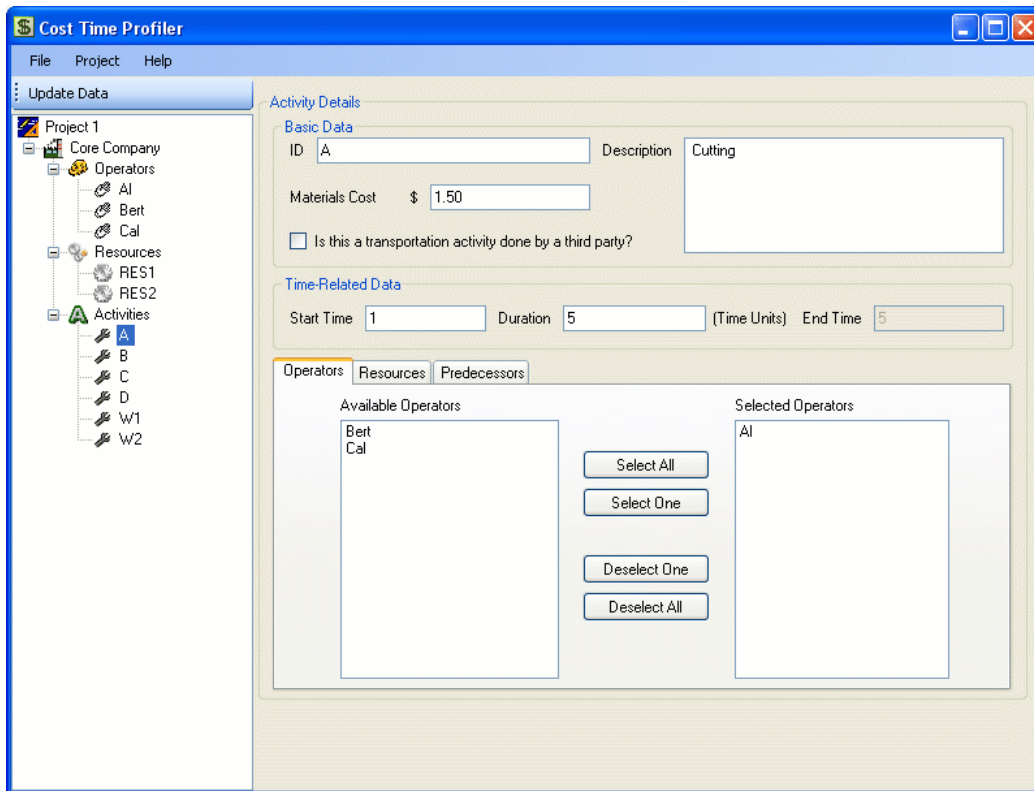 Cost Time Profiler
File Project Help
Update Data
Project 1
Core Company
Operators
Al
Bert
Cal
Resources
RES1
RES2
Activities
A
B
C
D
W1
W2
Activity Details
Basic Data
ID A Description Cutting
Materials Cost $ 1.50
Is this a transportation activity done by a third party?
Time-Related Data
Start Time 1 Duration 5 (Time Units) End Time 5
Operators Resources Predecessors
Available Operators Selected Operators
Bert Al
Cal
Select All
Select One
Deselect One
Deselect All